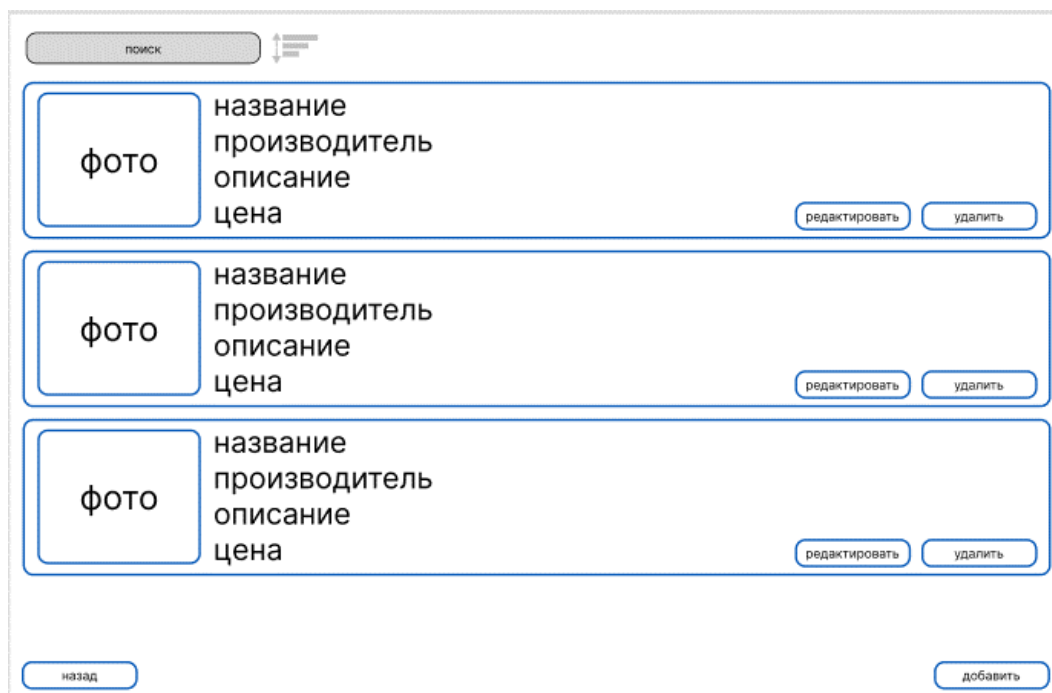 поиск
название
производитель
фото
описание
цена
редактировать удалить
название
производитель
фото
описание
цена
редактировать удалить
название
производитель
фото
описание
цена
редактировать удалить
назад добавить